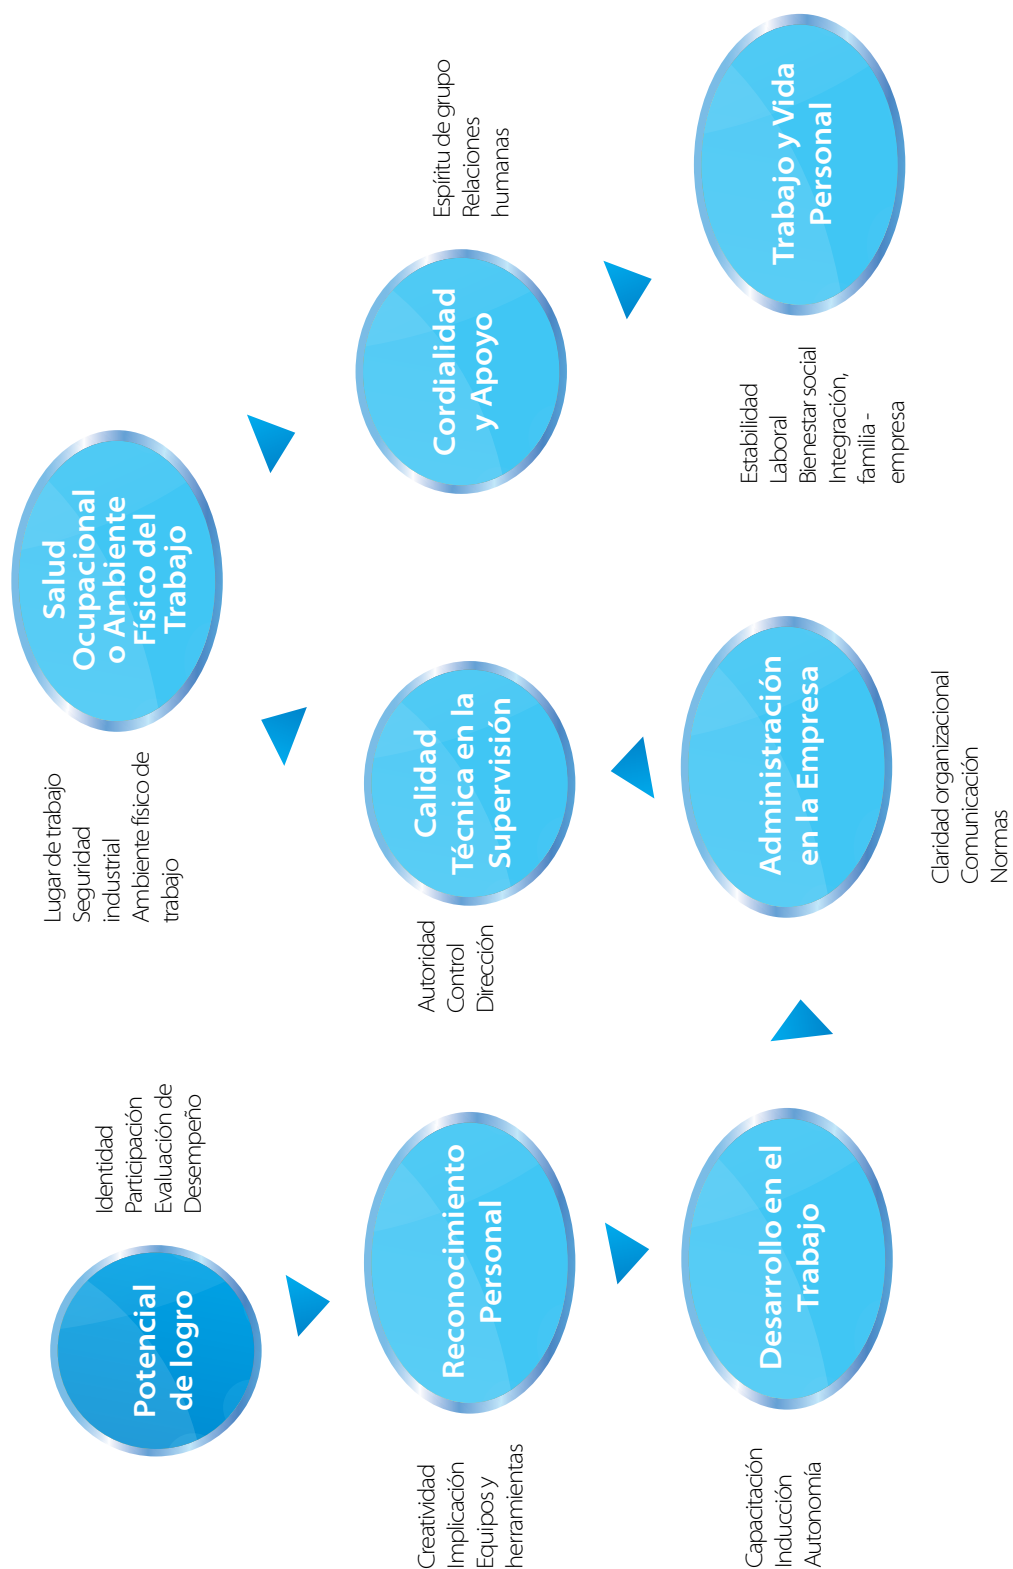 Potencial
de logro
Identidad
Participación
Evaluación de
Desempeño
Lugar de trabajo
Seguridad
industrial
Ambiente físico de
trabajo
Salud
Ocupacional
o Ambiente
Físico del
Trabajo
Creatividad
Implicación
Equipos y
herramientas
Reconocimiento
Personal
Autoridad
Control
Dirección
Calidad
Técnica en la
Supervisión
Cordialidad
y Apoyo
Espíritu de grupo
Relaciones
humanas
Capacitación
Inducción
Autonomía
Desarrollo en el
Trabajo
Administración
en la Empresa
Claridad organizacional
Comunicación
Normas
Estabilidad
Laboral
Bienestar social
Integración,
familia -
empresa
Trabajo y Vida
Personal